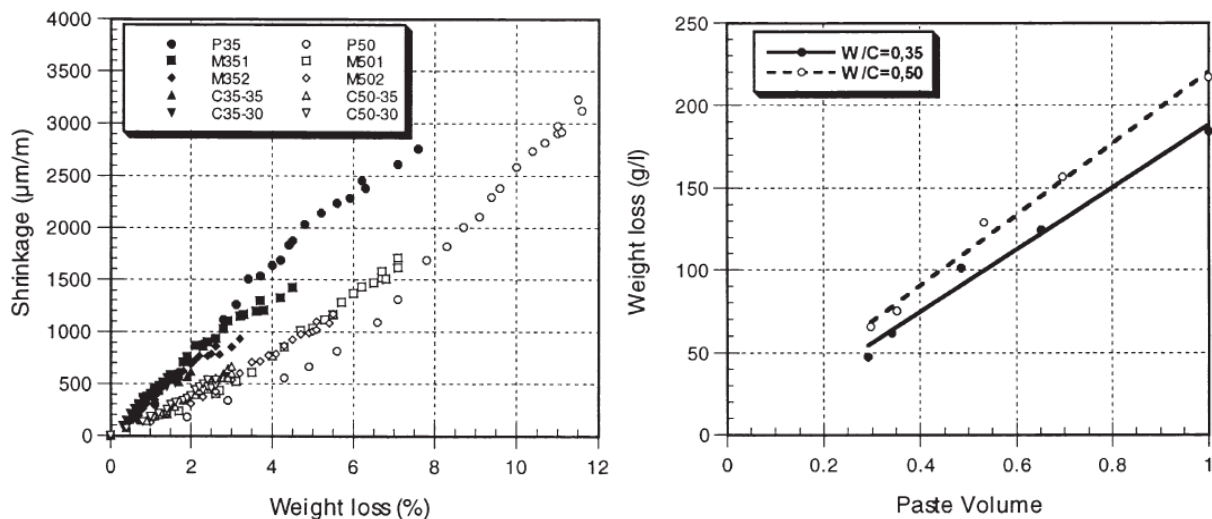 4000
3500
3000
2500
2000
1500
1000
500
0
Shrinkage (μm/m)
P35 P50
M351 M501
M352 M502
C35-35 C50-35
C35-30 C50-30
0 2 4 6 8 10 12
Weight loss (%)
250
200
150
100
50
0
Weight loss (g/l)
W/C=0,35
W/C=0,50
0 0.2 0.4 0.6 0.8 1
Paste Volume